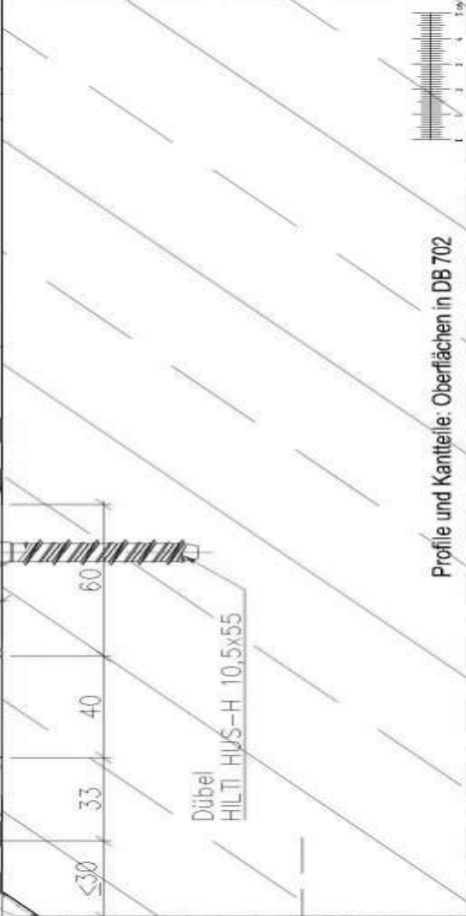 ≤30
33
40
60
Dübel
HILTI HUS-H 10,5x55
Profile und Kantteile: Oberflächen in DB 702